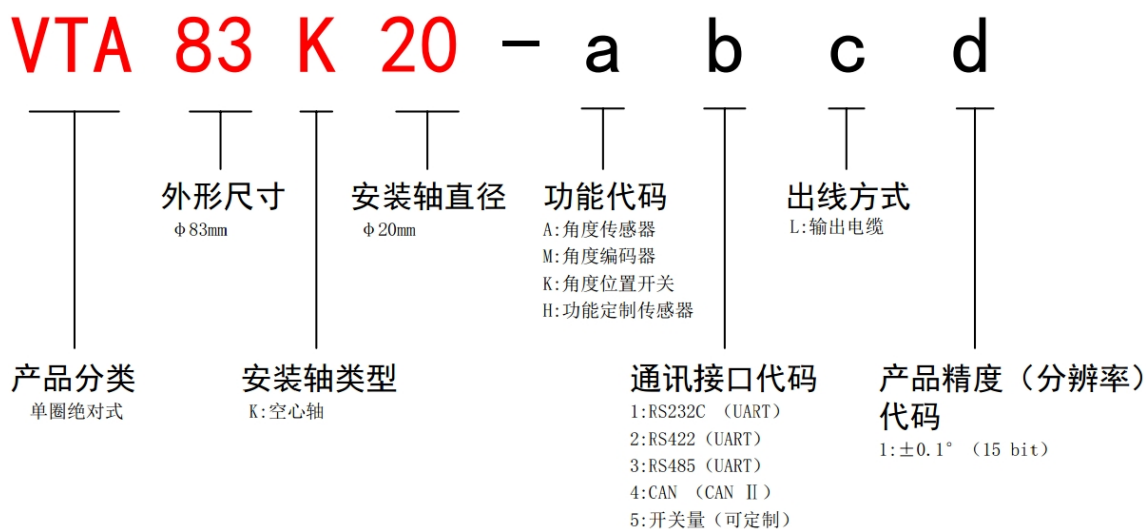 VTA 83 K 20 - a b c d
外形尺寸
φ83mm
安装轴直径
φ20mm
功能代码
A:角度传感器
M:角度编码器
K:角度位置开关
H:功能定制传感器
出线方式
L:输出电缆
产品分类
单圈绝对式
安装轴类型
K:空心轴
通讯接口代码
1:RS232C （UART）
2:RS422（UART）
3:RS485（UART）
4:CAN （CAN Ⅱ）
5:开关量（可定制）
产品精度（分辨率）
代码
1:±0.1°（15 bit）